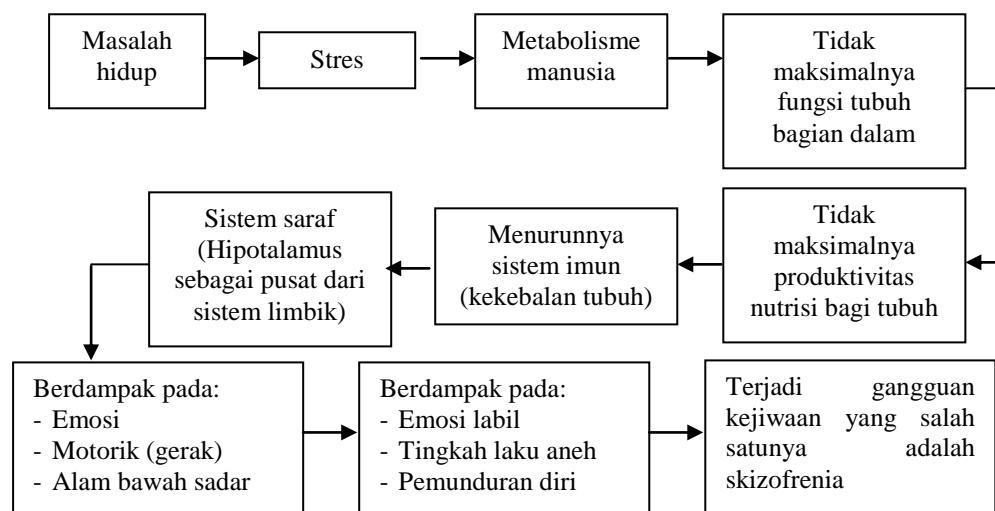 Masalah
hidup
Stres
Metabolisme
manusia
Tidak
maksimalnya
fungsi tubuh
bagian dalam
Tidak
maksimalnya
produktivitas
nutrisi bagi tubuh
Menurunnya
sistem imun
(kekebalan tubuh)
Sistem saraf
(Hipotalamus
sebagai pusat dari
sistem limbik)
Berdampak pada:
- Emosi
- Motorik (gerak)
- Alam bawah sadar
Berdampak pada:
- Emosi labil
- Tingkah laku aneh
- Pemunduran diri
Terjadi gangguan
kejiwaan yang salah
satunya adalah
skizofrenia